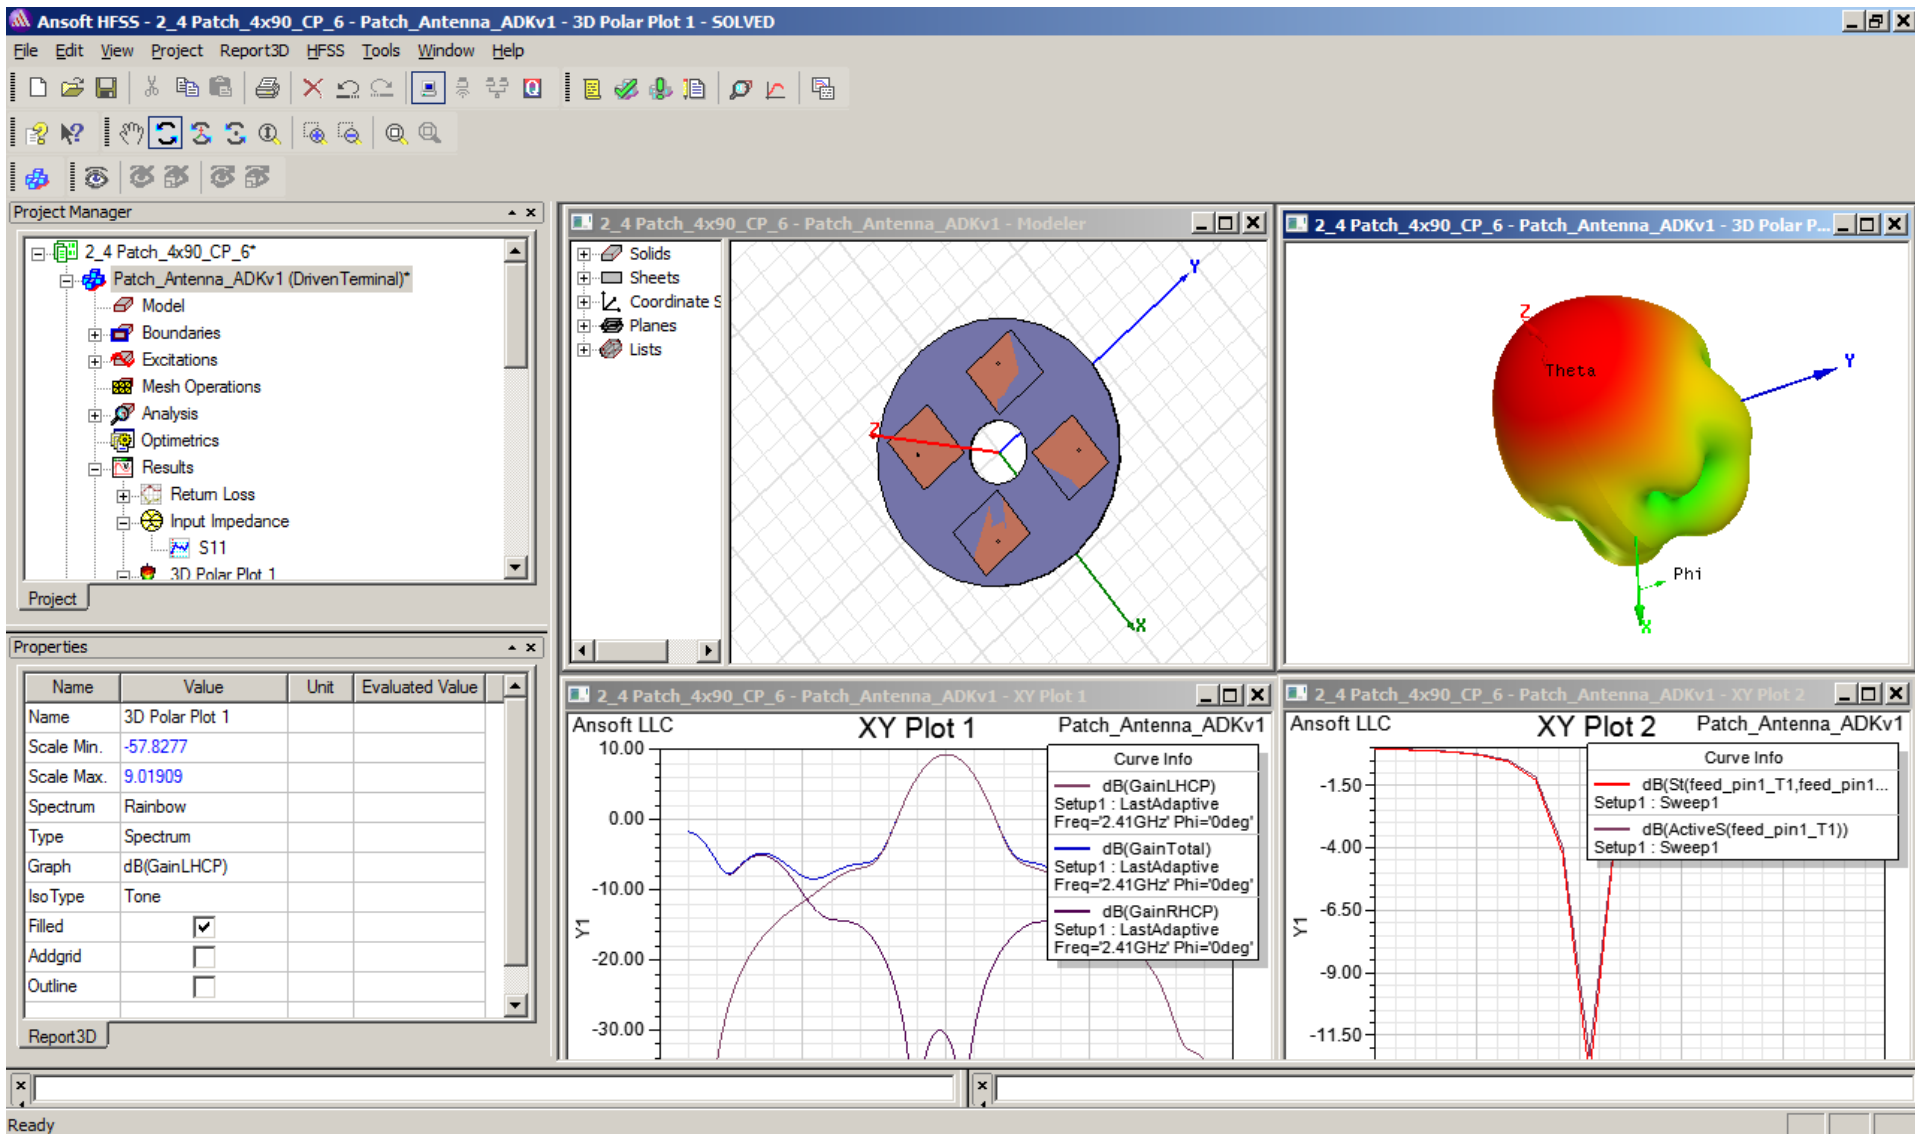 Ansoft HFSS - 2_4 Patch_4x90_CP_6 - Patch_Antenna_ADKv1 - 3D Polar Plot 1 - SOLVED
File Edit View Project Report3D HFSS Tools Window Help
Project Manager
2_4 Patch_4x90_CP_6*
Patch_Antenna_ADKv1 (DrivenTerminal)*
Model
Boundaries
Excitations
Mesh Operations
Analysis
Optimetrics
Results
Return Loss
Input Impedance
S11
3D Polar Plot 1
Project
Properties
Name Value Unit Evaluated Value
Name 3D Polar Plot 1
Scale Min. -57.8277
Scale Max. 9.01909
Spectrum Rainbow
Type Spectrum
Graph dB(GainLHCP)
IsoType Tone
Filled
Addgrid
Outline
Report3D
2_4 Patch_4x90_CP_6 - Patch_Antenna_ADKv1 - Modeler
Solids
Sheets
Coordinate S
Planes
Lists
Y
Z
X
2_4 Patch_4x90_CP_6 - Patch_Antenna_ADKv1 - 3D Polar P...
Z
Theta
Y
Phi
X
2_4 Patch_4x90_CP_6 - Patch_Antenna_ADKv1 - XY Plot 1
Ansoft LLC XY Plot 1 Patch_Antenna_ADKv1
10.00
0.00
-10.00
-20.00
-30.00
Y1
Curve Info
dB(GainLHCP)
Setup1 : LastAdaptive
Freq='2.41GHz' Phi='0deg'
dB(GainTotal)
Setup1 : LastAdaptive
Freq='2.41GHz' Phi='0deg'
dB(GainRHCP)
Setup1 : LastAdaptive
Freq='2.41GHz' Phi='0deg'
2_4 Patch_4x90_CP_6 - Patch_Antenna_ADKv1 - XY Plot 2
Ansoft LLC XY Plot 2 Patch_Antenna_ADKv1
-1.50
-4.00
-6.50
-9.00
-11.50
Y1
Curve Info
dB(St(feed_pin1_T1,feed_pin1...
Setup1 : Sweep1
dB(ActiveS(feed_pin1_T1))
Setup1 : Sweep1
Ready